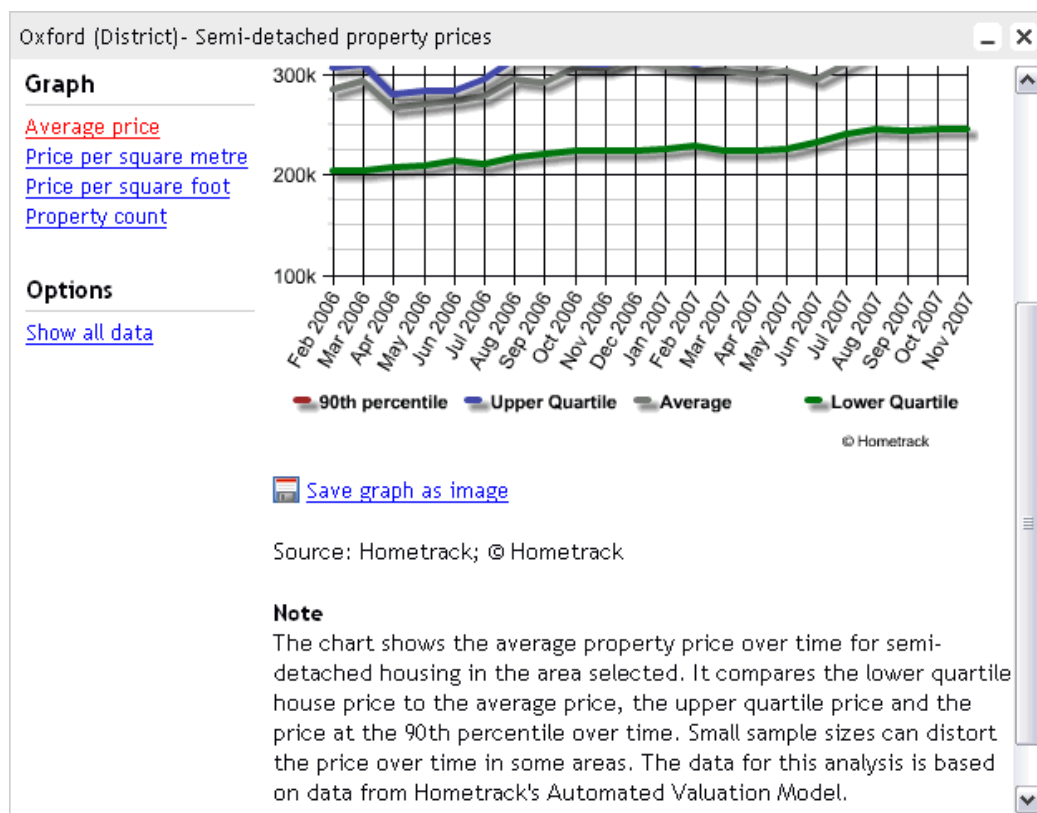 Oxford (District)- Semi-detached property prices
Graph
Average price
Price per square metre
Price per square foot
Property count
Options
Show all data
300k
200k
100k
Feb 2006
Mar 2006
Apr 2006
May 2006
Jun 2006
Jul 2006
Aug 2006
Sep 2006
Oct 2006
Nov 2006
Dec 2006
Jan 2007
Feb 2007
Mar 2007
Apr 2007
May 2007
Jun 2007
Jul 2007
Aug 2007
Sep 2007
Oct 2007
Nov 2007
90th percentile Upper Quartile Average Lower Quartile
© Hometrack
Save graph as image
Source: Hometrack; © Hometrack
Note
The chart shows the average property price over time for semi-
detached housing in the area selected. It compares the lower quartile
house price to the average price, the upper quartile price and the
price at the 90th percentile over time. Small sample sizes can distort
the price over time in some areas. The data for this analysis is based
on data from Hometrack's Automated Valuation Model.